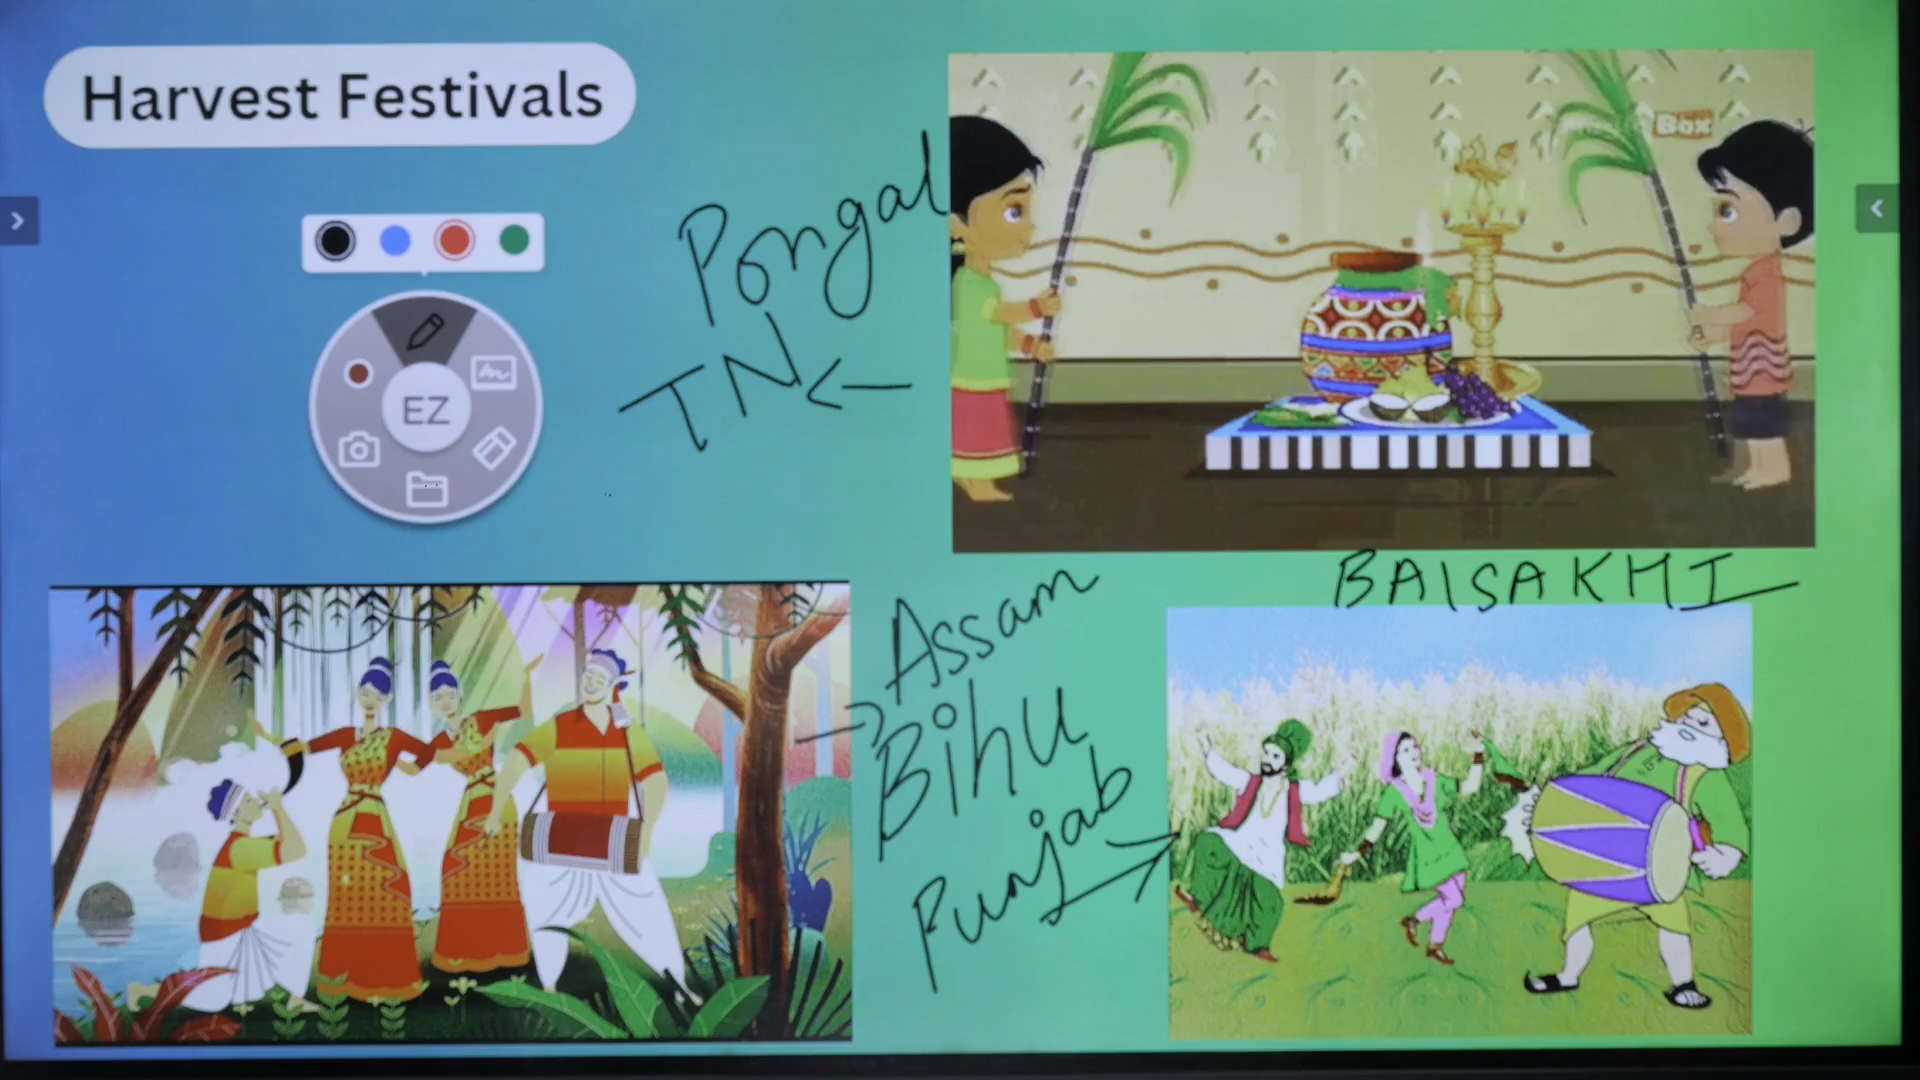 Harvest Festivals
Box
Pongal
TN
EZ
BAISAKHI
Assam
Bihu
Punjab